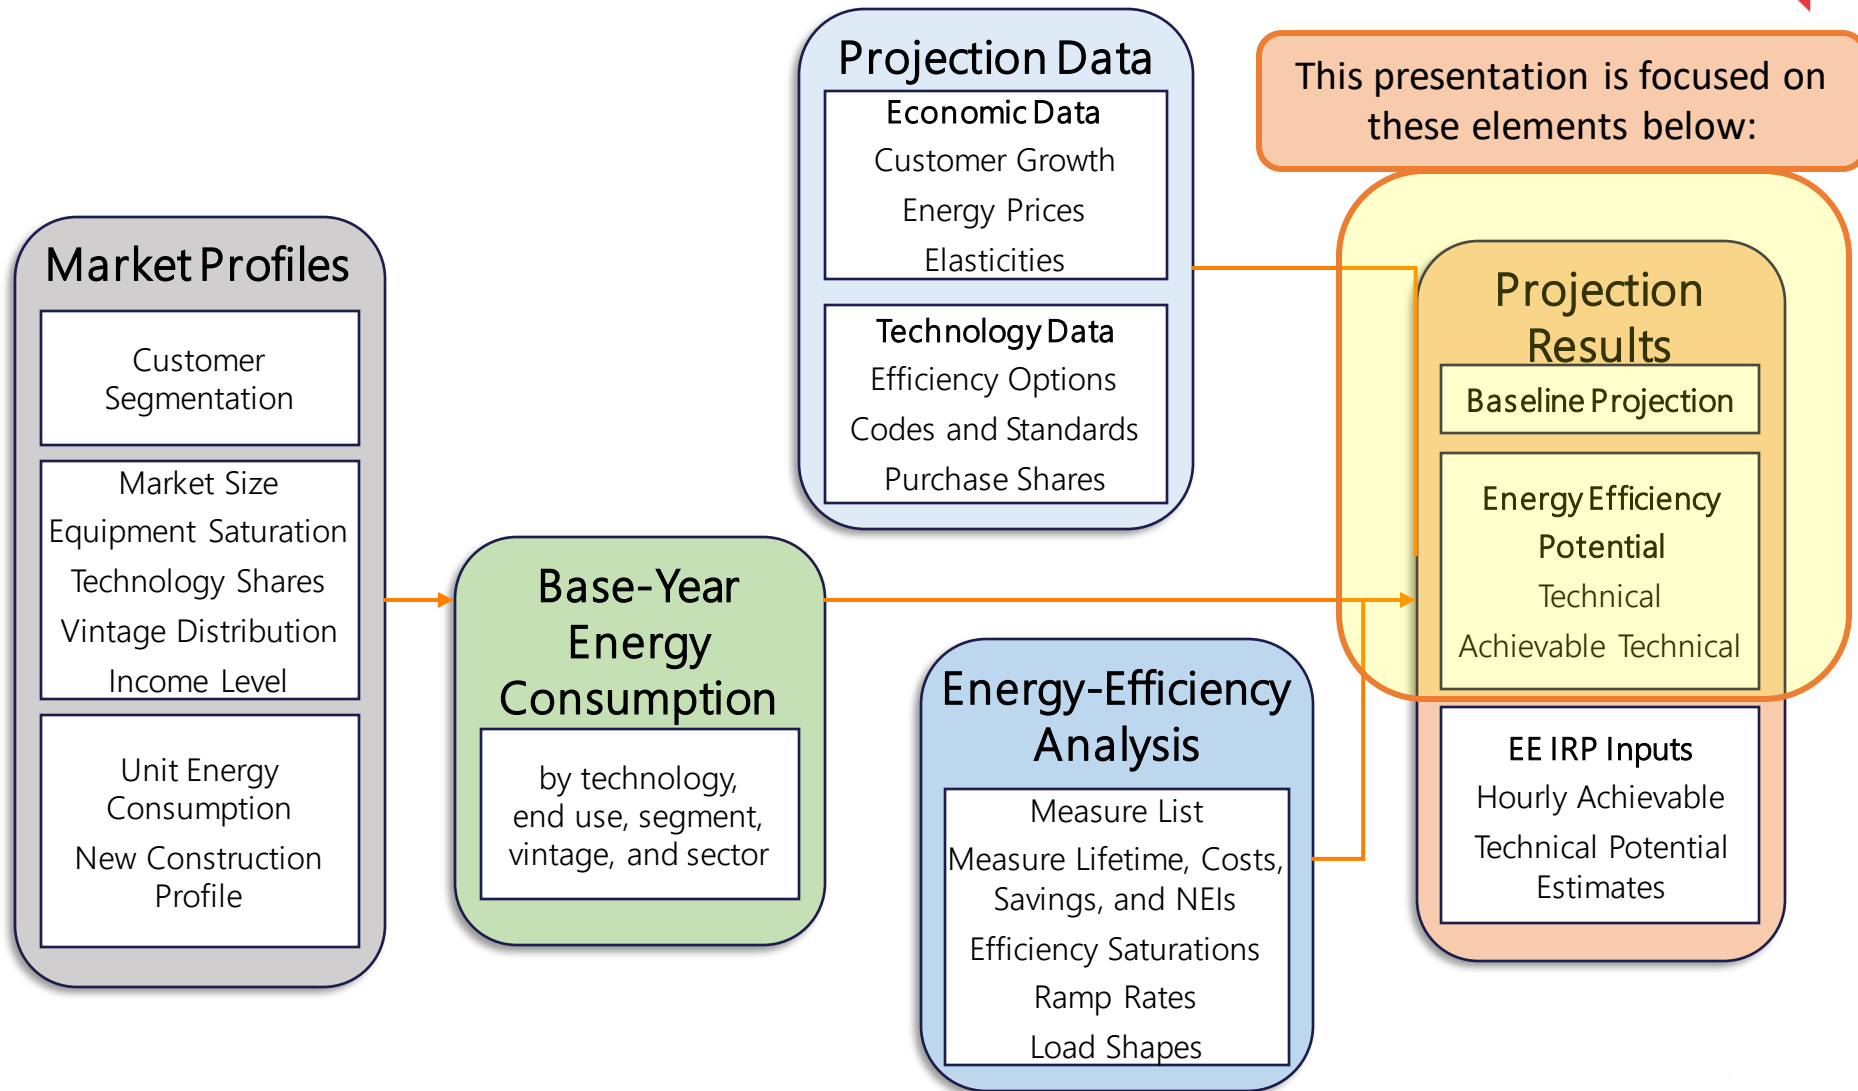 Market Profiles
Customer
Segmentation
Market Size
Equipment Saturation
Technology Shares
Vintage Distribution
Income Level
Unit Energy
Consumption
New Construction
Profile
Base-Year
Energy
Consumption
by technology,
end use, segment,
vintage, and sector
Projection Data
Economic Data
Customer Growth
Energy Prices
Elasticities
Technology Data
Efficiency Options
Codes and Standards
Purchase Shares
Energy-Efficiency
Analysis
Measure List
Measure Lifetime, Costs,
Savings, and NEIs
Efficiency Saturations
Ramp Rates
Load Shapes
This presentation is focused on
these elements below:
Projection
Results
Baseline Projection
Energy Efficiency
Potential
Technical
Achievable Technical
EE IRP Inputs
Hourly Achievable
Technical Potential
Estimates